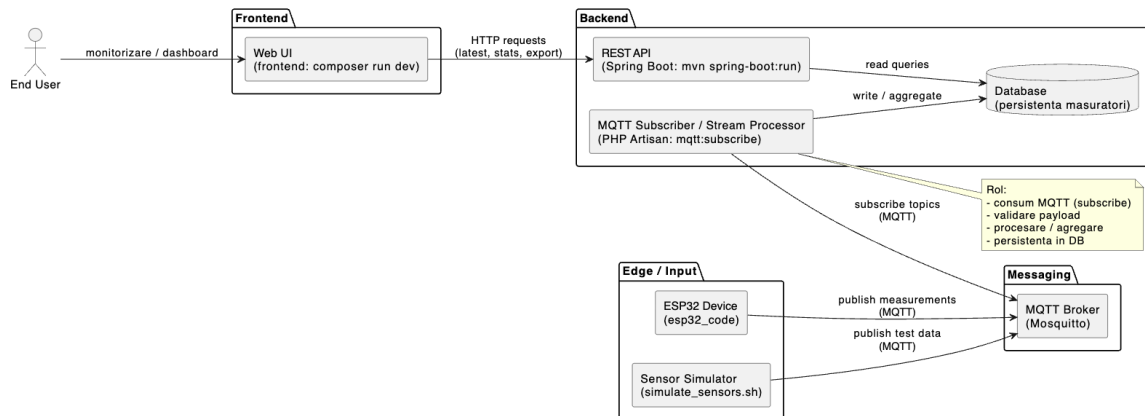 Frontend
Backend
monitorizare / dashboard
End User
Web UI
(frontend: composer run dev)
HTTP requests
(latest, stats, export)
REST API
(Spring Boot: mvn spring-boot:run)
read queries
write / aggregate
Database
(persistenta masuratori)
MQTT Subscriber / Stream Processor
(PHP Artisan: mqtt:subscribe)
subscribe topics
(MQTT)
Rol:
- consum MQTT (subscribe)
- validare payload
- procesare / agregare
- persistenta in DB
Edge / Input
Messaging
ESP32 Device
(esp32_code)
publish measurements
(MQTT)
MQTT Broker
(Mosquitto)
publish test data
(MQTT)
Sensor Simulator
(simulate_sensors.sh)